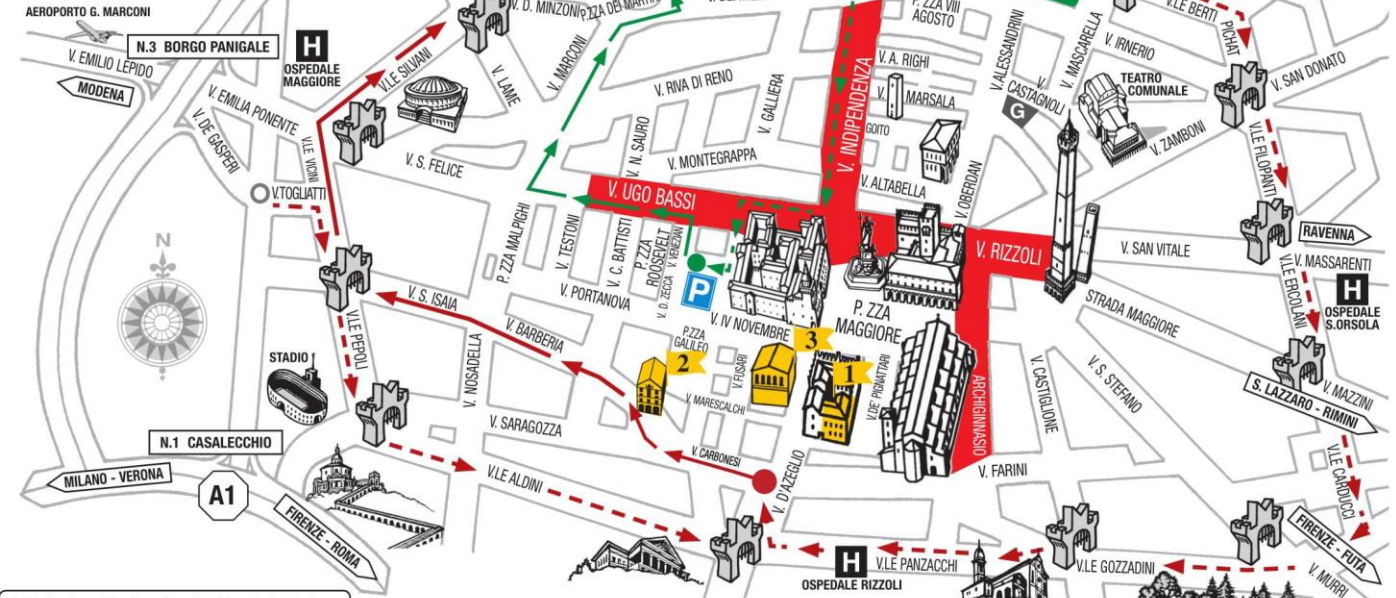 AEROPORTO G. MARCONI
V. D. MINZONI
P.ZZA VIII
AGOSTO
V.LE BERTI
PICHAT
N.3 BORGO PANIGALE
H
OSPEDALE
MAGGIORE
V. EMILIO LEPIDO
MODENA
V.LE SILVANI
V. LAME
V. MARCONI
V. RIVA DI RENO
V. GALLIERA
V. INDIPENDENZA
V. A. RIGHI
V. MARSALA
GOITO
V. ALESSANDRINI
V. MASCARELLA
V. IRNERIO
V. CASTAGNOLI
G
TEATRO
COMUNALE
V. ZAMBONI
V. SAN DONATO
V.LE FILOPANTI
V. EMILIA PONENTE
V. DE GASPERI
V.LE VICINI
V.TOGLIATTI
V. S. FELICE
V. N. SAURO
V. MONTEGRAPPA
V. ALTABELLA
V. OBERDAN
V. UGO BASSI
P. ZZA MALPIGHI
V. TESTONI
V. C. BATTISTI
P. ZZA
ROOSEVELT
V. VENEZIAN
V. D. ZECCA
P
V. PORTANOVA
V. RIZZOLI
V. SAN VITALE
RAVENNA
V. MASSARENTI
H
OSPEDALE
S.ORSOLA
V.LE ERCOLANI
STRADA MAGGIORE
N
V. S. ISAIA
V.LE PEPOLI
V. BARBERIA
V. IV NOVEMBRE
P. ZZA
MAGGIORE
P.ZZA
GALILEO
2
3
1
V. FUSARI
V. MARESCALCHI
V.DE' PIGNATTARI
ARCHIGINNASIO
V. CASTIGLIONE
V. S. STEFANO
V. MAZZINI
S. LAZZARO - RIMINI
STADIO
V. NOSADELLA
V. SARAGOZZA
N.1 CASALECCHIO
MILANO - VERONA
A1
FIRENZE - ROMA
V.LE ALDINI
V. CARBONESI
V. D'AZEGLIO
V. FARINI
V.LE CARDUCCI
FIRENZE - FUTA
V. MURRI
H
OSPEDALE RIZZOLI
V.LE PANZACCHI
V.LE GOZZADINI